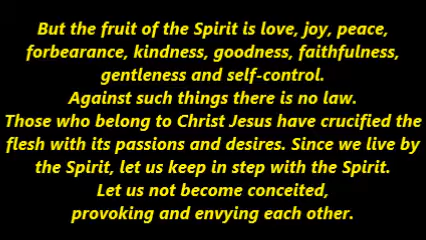 But the fruit of the Spirit is love, joy, peace,
forbearance, kindness, goodness, faithfulness,
gentleness and self-control.
Against such things there is no law.
Those who belong to Christ Jesus have crucified the
flesh with its passions and desires. Since we live by
the Spirit, let us keep in step with the Spirit.
Let us not become conceited,
provoking and envying each other.